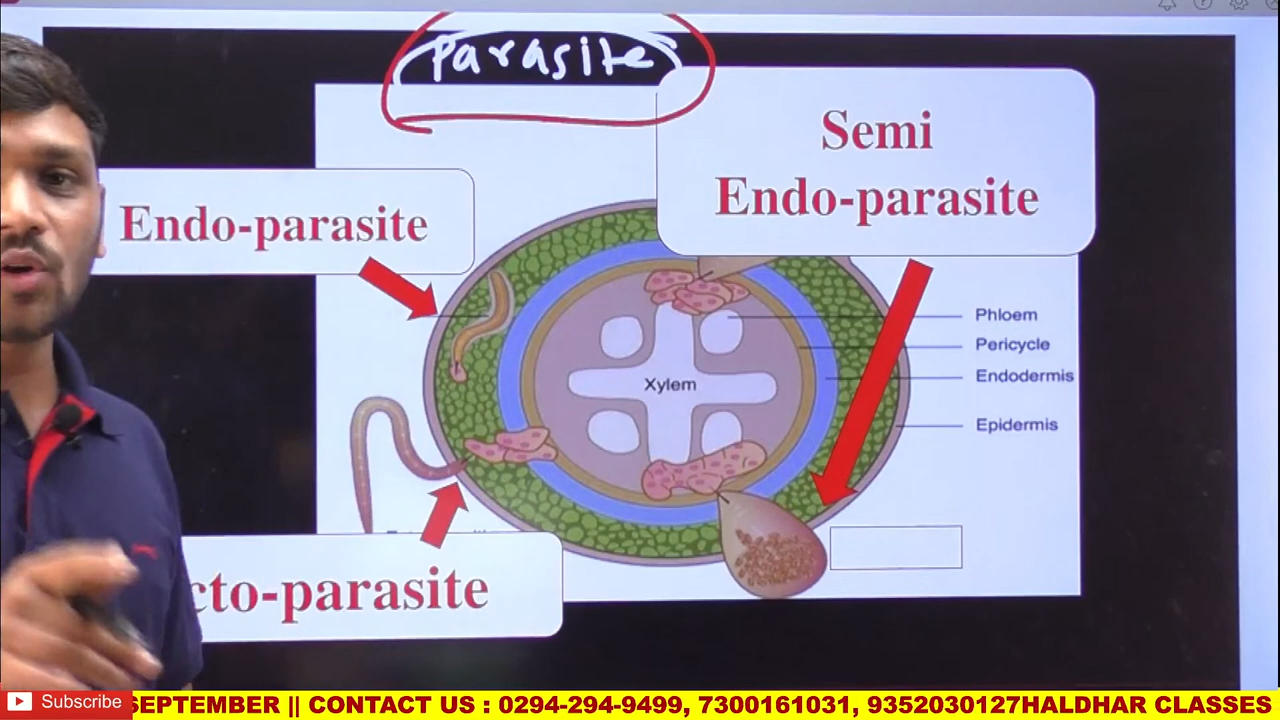 Parasite
Semi
Endo-parasite
Endo-parasite
Phloem
Pericycle
Xylem
Endodermis
Epidermis
cto-parasite
Subscribe
SEPTEMBER || CONTACT US : 0294-294-9499, 7300161031, 9352030127HALDHAR CLASSES